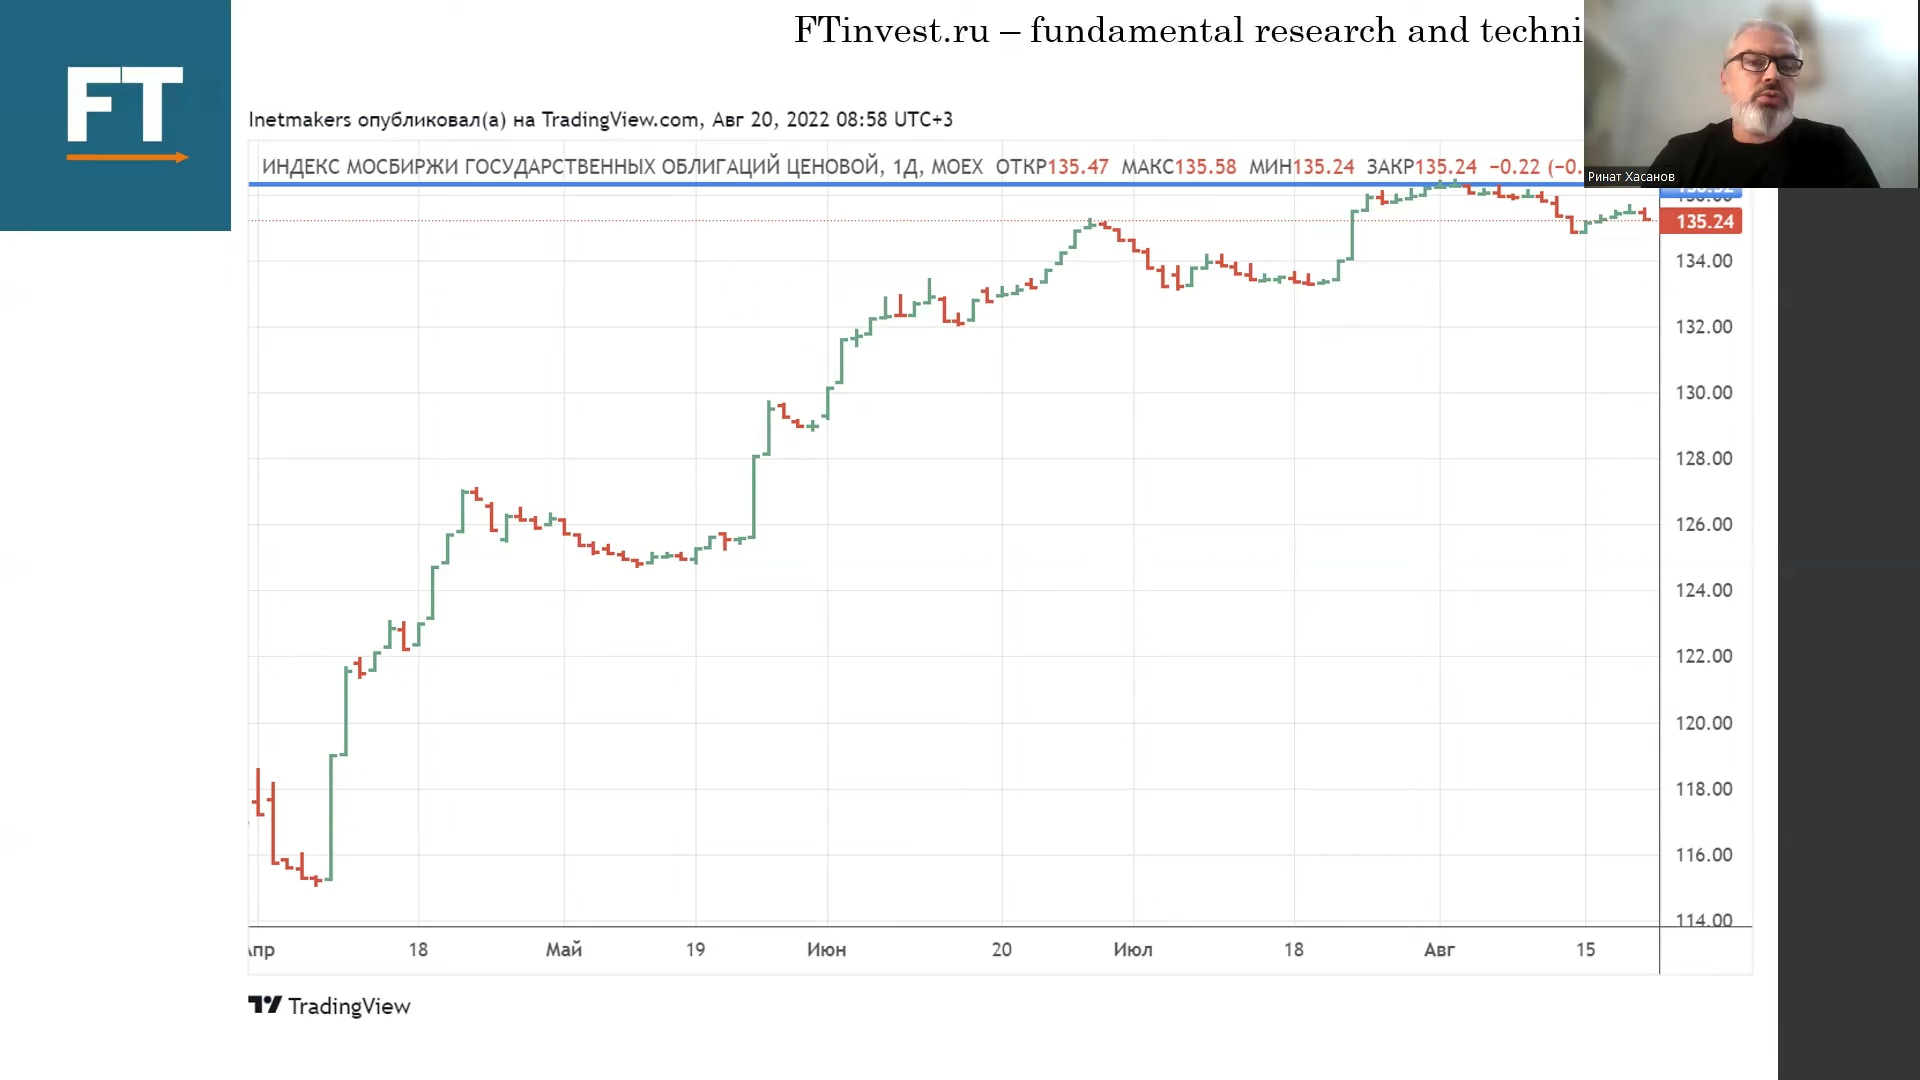 FTinvest.ru – fundamental research and techni
FT
Inetmakers опубликовал(а) на TradingView.com, Авг 20, 2022 08:58 UTC+3
ИНДЕКС МОСБИРЖИ ГОСУДАРСТВЕННЫХ ОБЛИГАЦИЙ ЦЕНОВОЙ, 1Д, MOEX ОТКР135.47 МАКС135.58 МИН135.24 ЗАКР135.24 −0.22 (−0.
Ринат Хасанов
135.24
134.00
132.00
130.00
128.00
126.00
124.00
122.00
120.00
118.00
116.00
114.00
18 Май 19 Июн 20 Июл 18 Авг 15
TradingView